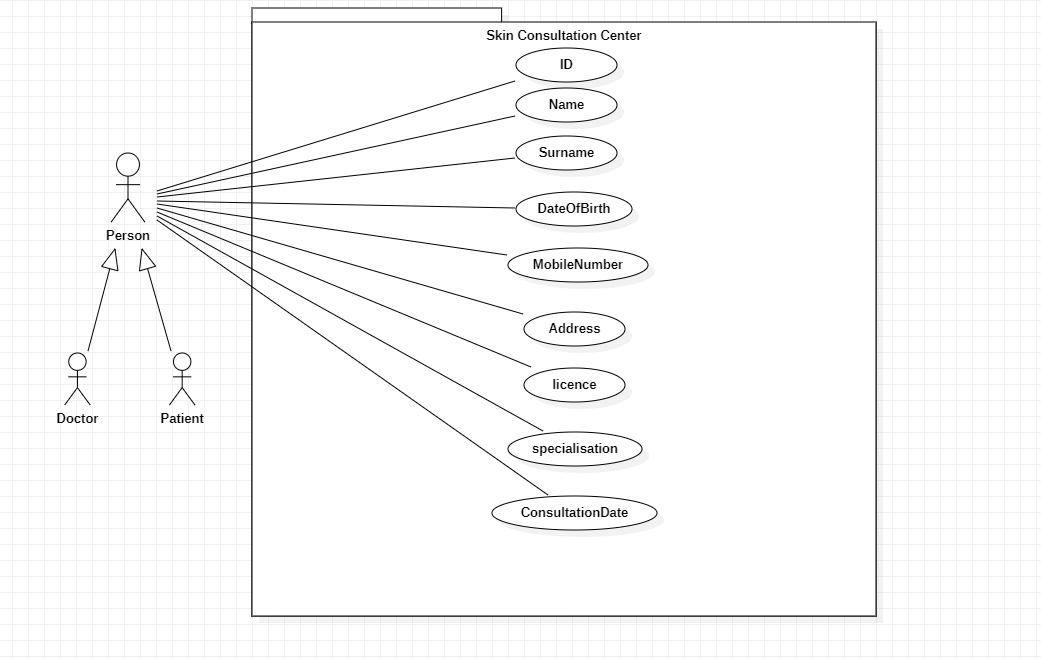 Skin Consultation Center
ID
Name
Surname
DateOfBirth
Person
MobileNumber
Address
licence
Doctor
Patient
specialisation
ConsultationDate